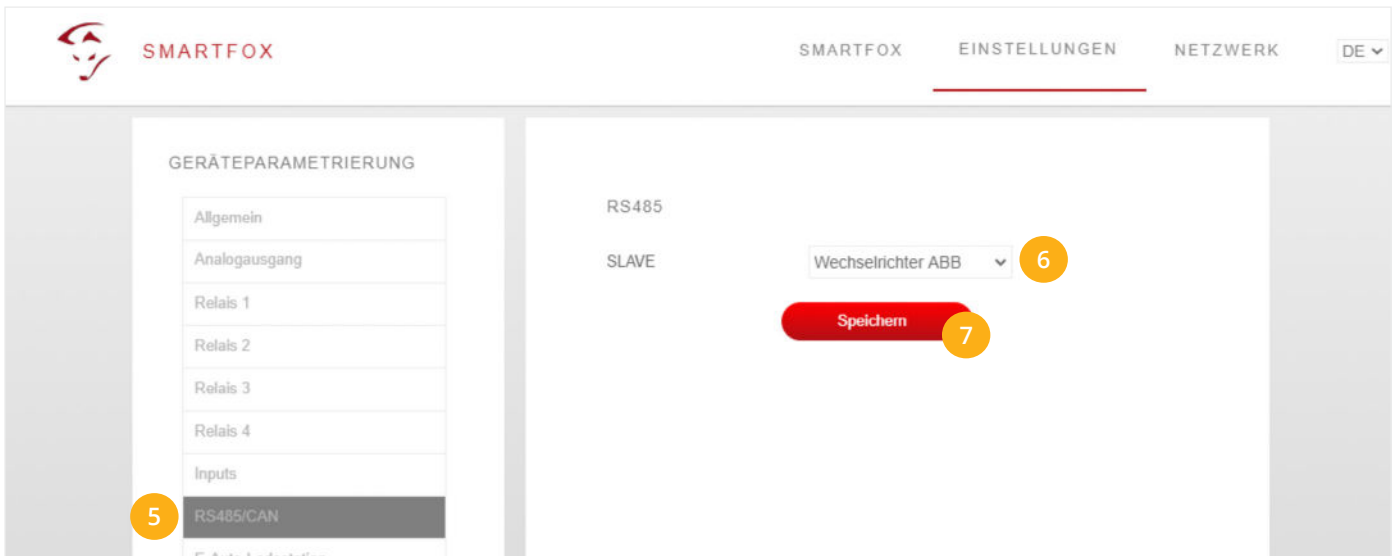 SMARTFOX
SMARTFOX EINSTELLUNGEN NETZWERK DE
GERÄTEPARAMETRIERUNG
Allgemein
Analogausgang
Relais 1
Relais 2
Relais 3
Relais 4
Inputs
5 RS485/CAN
RS485
SLAVE Wechselrichter ABB 6
Speichern 7